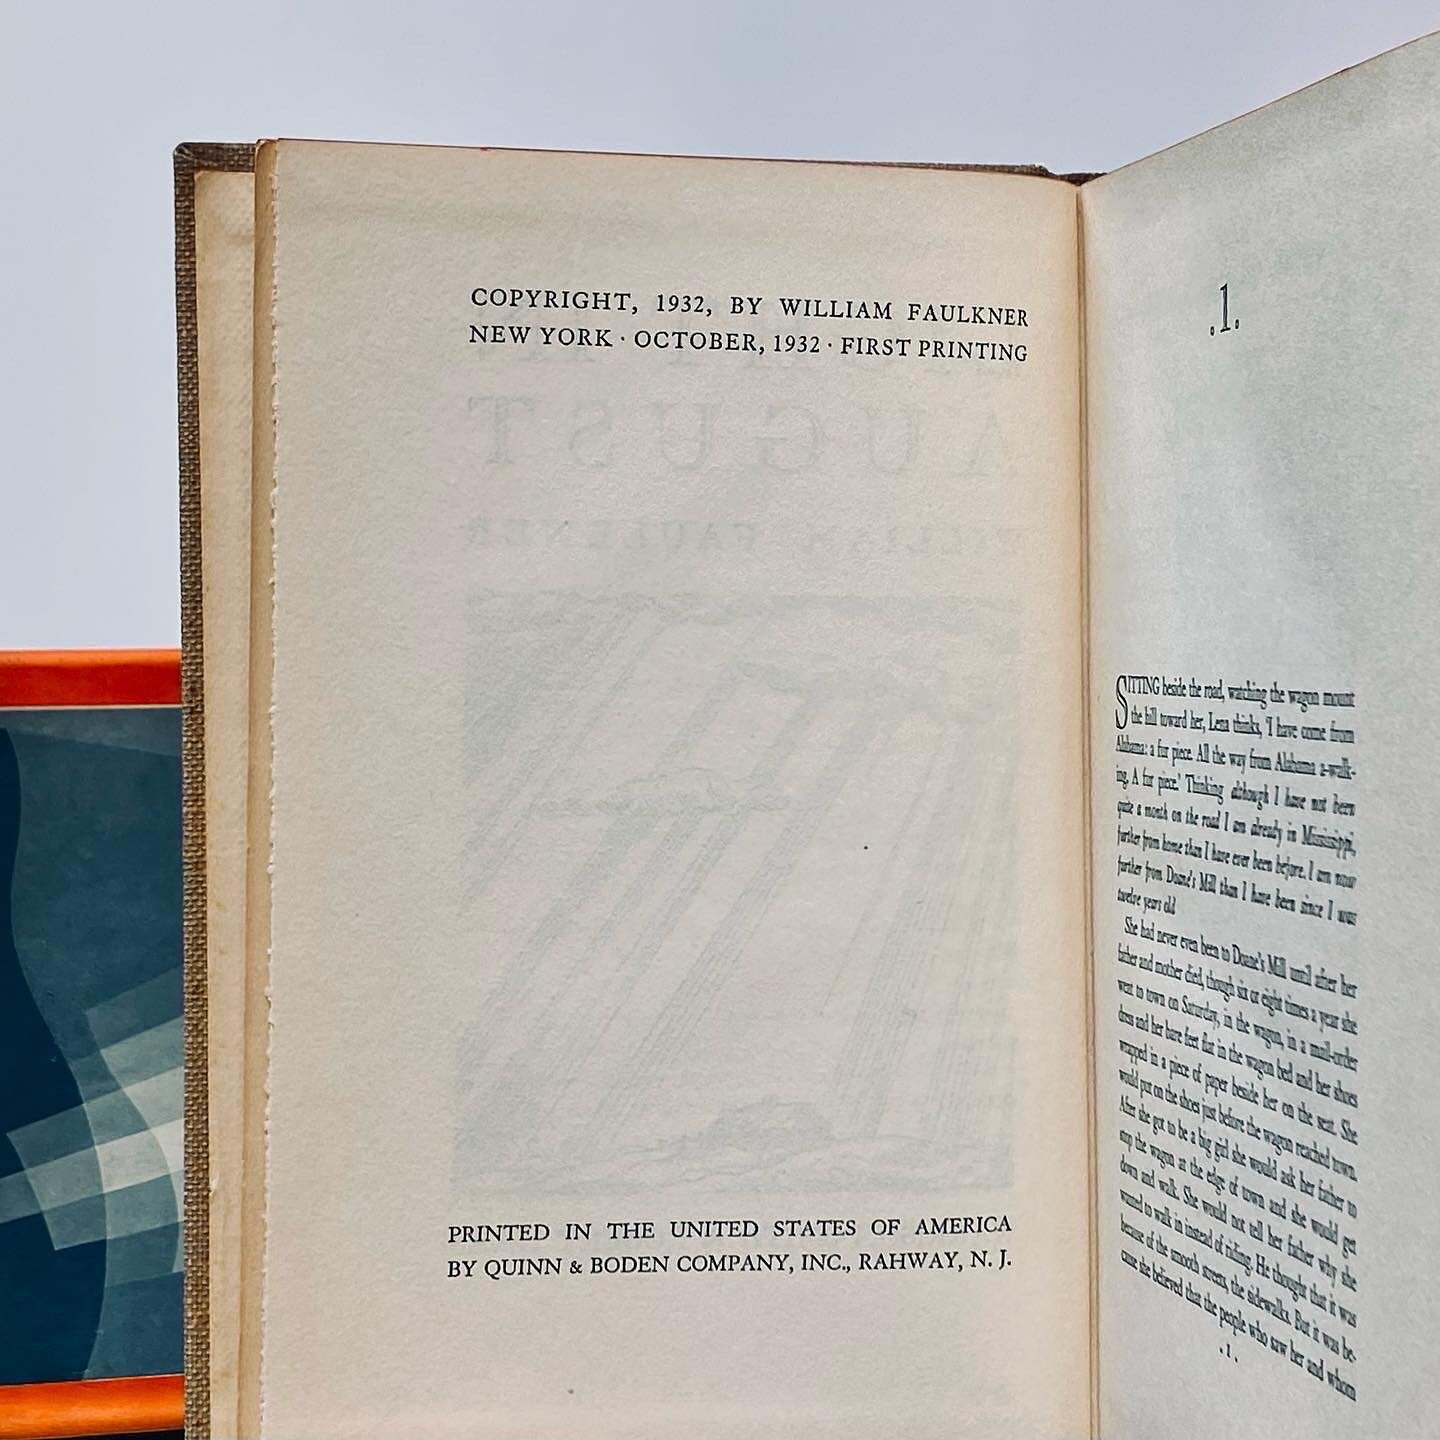 COPYRIGHT, 1932, BY WILLIAM FAULKNER
NEW YORK · OCTOBER, 1932 · FIRST PRINTING
AUGUST
WILLIAM FAULKNER
PRINTED IN THE UNITED STATES OF AMERICA
BY QUINN & BODEN COMPANY, INC., RAHWAY, N. J.
.1.
SITTING beside the road, watching the wagon mount
the hill toward her, Lena thinks, 'I have come from
Alabama: a fur piece. All the way from Alabama a-walk-
ing. A fur piece.' Thinking although I have not been
quite a month on the road I am already in Mississippi,
further from home than I have ever been before. I am now
further from Doane's Mill than I have been since I was
twelve years old
She had never even been to Doane's Mill until after her
father and mother died, though six or eight times a year she
went to town on Saturday, in the wagon, in a mail-order
dress and her bare feet flat in the wagon bed and her shoes
wrapped in a piece of paper beside her on the seat. She
would put on the shoes just before the wagon reached town.
After she got to be a big girl she would ask her father to
stop the wagon at the edge of town and she would get
down and walk. She would not tell her father why she
wanted to walk in instead of riding. He thought that it was
because of the smooth streets, the sidewalks. But it was be-
cause she believed that the people who saw her and whom
.1.